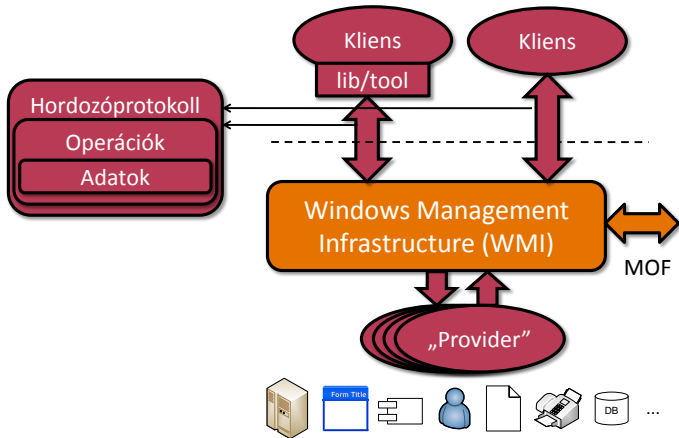 Kliens
lib/tool
Kliens
Hordozóprotokoll
Operációk
Adatok
Windows Management
Infrastructure (WMI)
MOF
„Provider”
Form Title
DB
...